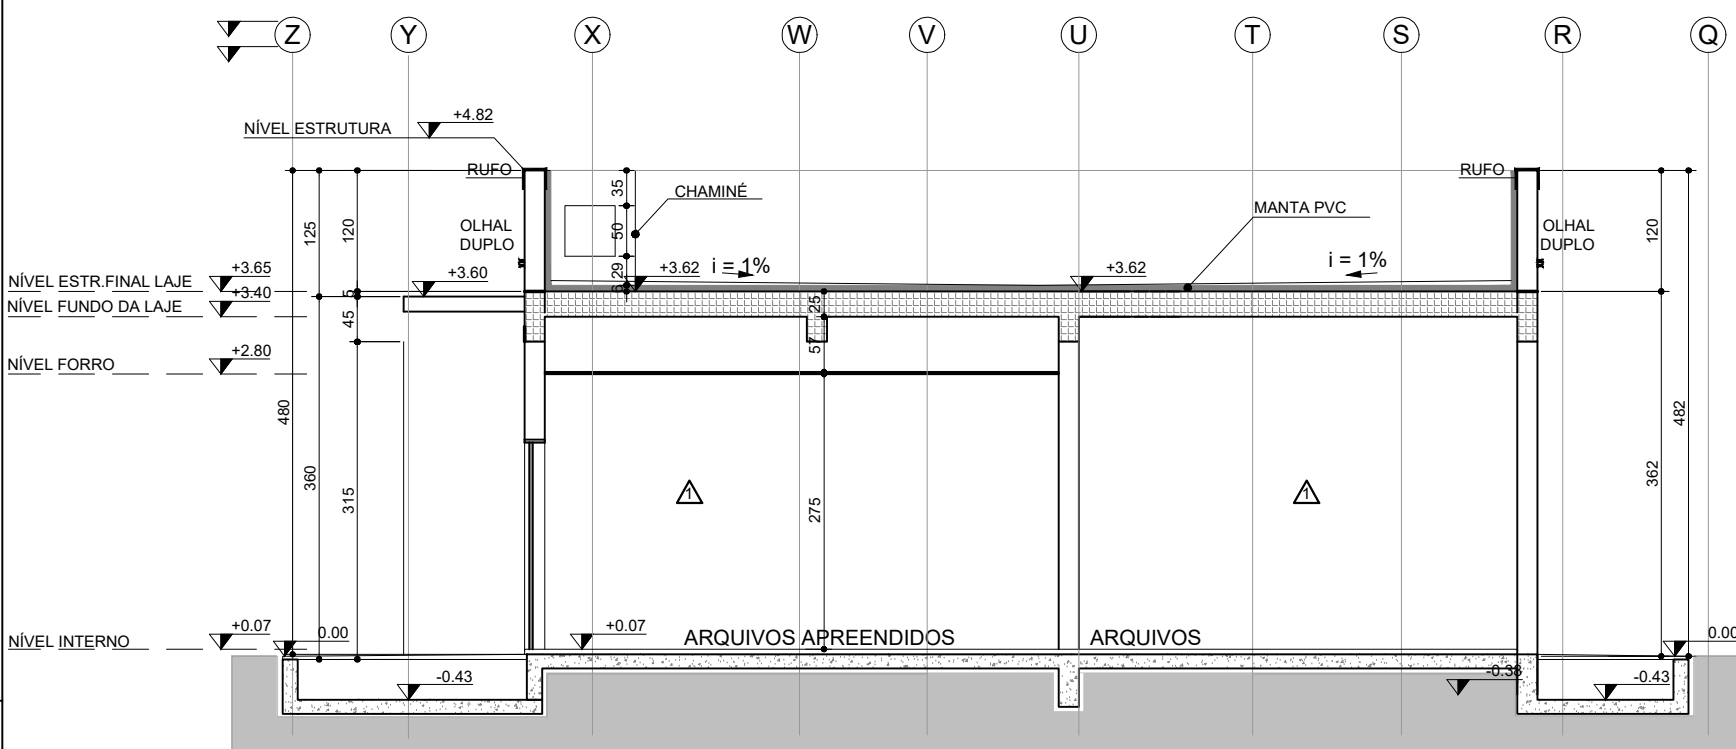 Z Y X W V U T S R Q
+4.82
NÍVEL ESTRUTURA
RUFO
RUFO
35
CHAMINÉ
MANTA PVC
125
120
OLHAL
DUPLO
50
OLHAL
DUPLO
120
29
+3.62
i = 1%
+3.62
i = 1%
+3.65
NÍVEL ESTR.FINAL LAJE
+3.60
5
6
+3.40
NÍVEL FUNDO DA LAJE
45
25
57
+2.80
NÍVEL FORRO
480
482
360
315
275
362
1
1
+0.07
NÍVEL INTERNO
0.00
+0.07
ARQUIVOS APREENDIDOS
ARQUIVOS
0.00
-0.43
-0.38
-0.43